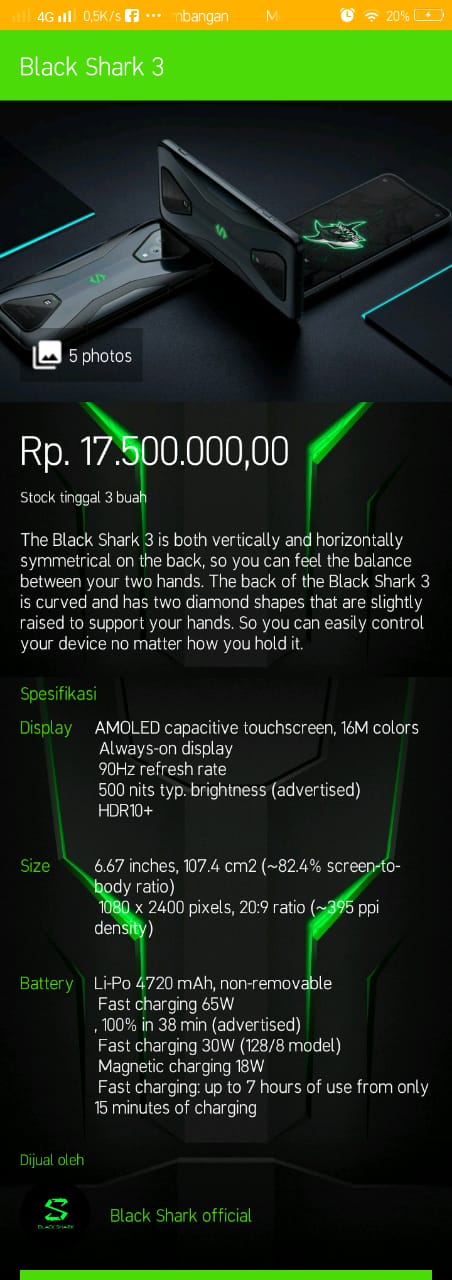 4G 0,5K/s ... mbangan M 20%
Black Shark 3
5 photos
Rp. 17.500.000,00
Stock tinggal 3 buah
The Black Shark 3 is both vertically and horizontally
symmetrical on the back, so you can feel the balance
between your two hands. The back of the Black Shark 3
is curved and has two diamond shapes that are slightly
raised to support your hands. So you can easily control
your device no matter how you hold it.
Spesifikasi
Display AMOLED capacitive touchscreen, 16M colors
Always-on display
90Hz refresh rate
500 nits typ. brightness (advertised)
HDR10+
Size 6.67 inches, 107.4 cm2 (~82.4% screen-to-
body ratio)
1080 x 2400 pixels, 20:9 ratio (~395 ppi
density)
Battery Li-Po 4720 mAh, non-removable
Fast charging 65W
, 100% in 38 min (advertised)
Fast charging 30W (128/8 model)
Magnetic charging 18W
Fast charging: up to 7 hours of use from only
15 minutes of charging
Dijual oleh
BLACK SHARK
Black Shark official